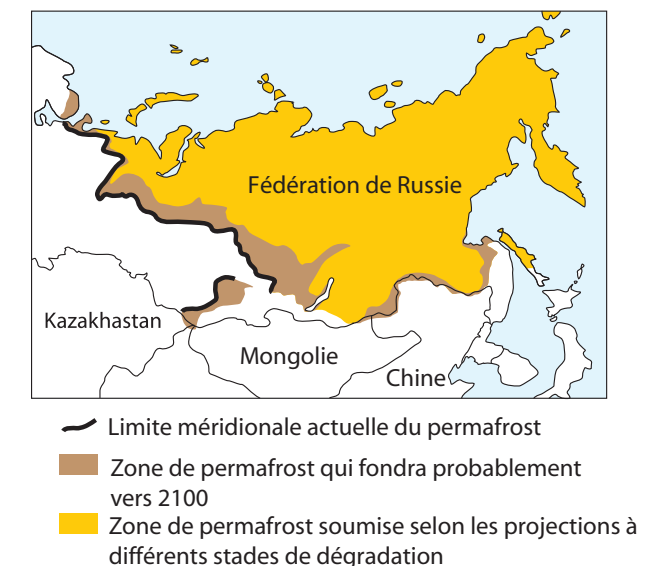 Fédération de Russie
Kazakhastan
Mongolie
Chine
Limite méridionale actuelle du permafrost
Zone de permafrost qui fondra probablement
vers 2100
Zone de permafrost soumise selon les projections à
différents stades de dégradation